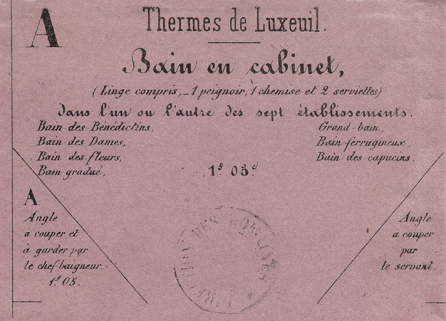 A
Thermes de Luxeuil.
Bain en cabinet,
(Linge compris,_1 peignoir, 1 chemise et 2 serviettes)
dans l'un ou l'autre des sept établissements.
Bain-des-Bénédictins,
Bain-des Dames,
Bain des fleurs,
Bain gradué,
Grand-bain,
Bain-ferrugineux,
Bain-des-capucins.
1f 05c
A
Angle
a couper et
à garder par
le chef-baigneur-
1f 05.
Angle
a couper
par
le servant.